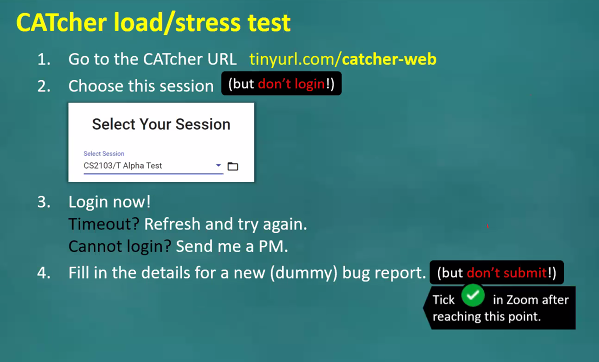 CATcher load/stress test
1. Go to the CATcher URL tinyurl.com/catcher-web
2. Choose this session (but don't login!)
Select Your Session
Select Session
CS2103/T Alpha Test
3. Login now!
Timeout? Refresh and try again.
Cannot login? Send me a PM.
4. Fill in the details for a new (dummy) bug report. (but don't submit!)
Tick in Zoom after
reaching this point.